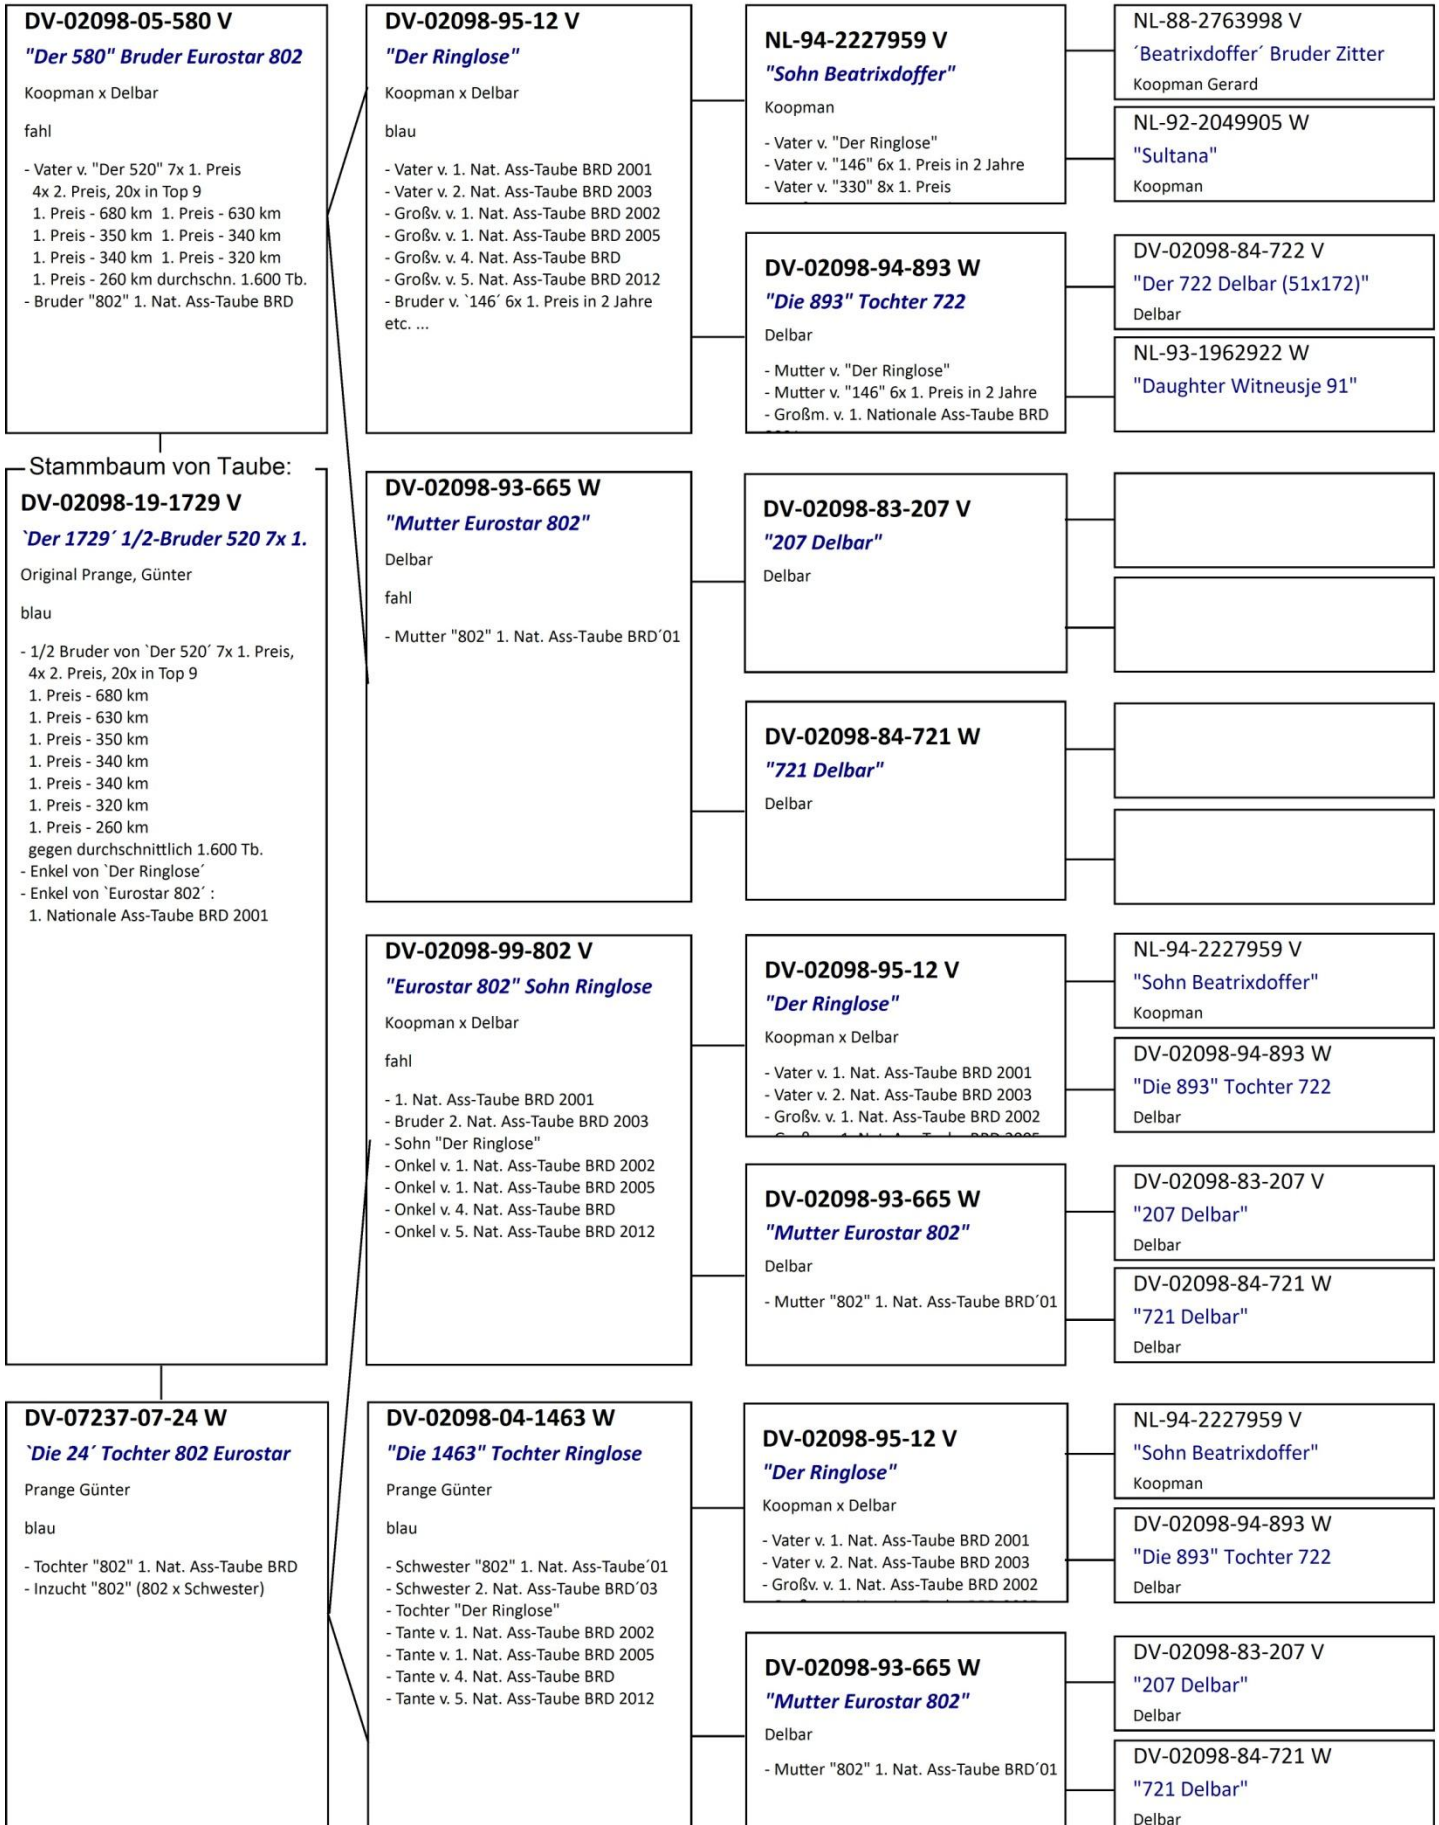 DV-02098-05-580 V
"Der 580" Bruder Eurostar 802
Koopman x Delbar
fahl
- Vater v. "Der 520" 7x 1. Preis
4x 2. Preis, 20x in Top 9
1. Preis - 680 km 1. Preis - 630 km
1. Preis - 350 km 1. Preis - 340 km
1. Preis - 340 km 1. Preis - 320 km
1. Preis - 260 km durchschn. 1.600 Tb.
- Bruder "802" 1. Nat. Ass-Taube BRD
Stammbaum von Taube:
DV-02098-19-1729 V
`Der 1729´ 1/2-Bruder 520 7x 1.
Original Prange, Günter
blau
- 1/2 Bruder von `Der 520´ 7x 1. Preis,
4x 2. Preis, 20x in Top 9
1. Preis - 680 km
1. Preis - 630 km
1. Preis - 350 km
1. Preis - 340 km
1. Preis - 340 km
1. Preis - 320 km
1. Preis - 260 km
gegen durchschnittlich 1.600 Tb.
- Enkel von `Der Ringlose´
- Enkel von `Eurostar 802´ :
1. Nationale Ass-Taube BRD 2001
DV-07237-07-24 W
`Die 24´ Tochter 802 Eurostar
Prange Günter
blau
- Tochter "802" 1. Nat. Ass-Taube BRD
- Inzucht "802" (802 x Schwester)
DV-02098-95-12 V
"Der Ringlose"
Koopman x Delbar
blau
- Vater v. 1. Nat. Ass-Taube BRD 2001
- Vater v. 2. Nat. Ass-Taube BRD 2003
- Großv. v. 1. Nat. Ass-Taube BRD 2002
- Großv. v. 1. Nat. Ass-Taube BRD 2005
- Großv. v. 4. Nat. Ass-Taube BRD
- Großv. v. 5. Nat. Ass-Taube BRD 2012
- Bruder v. `146´ 6x 1. Preis in 2 Jahre
etc. ...
DV-02098-93-665 W
"Mutter Eurostar 802"
Delbar
fahl
- Mutter "802" 1. Nat. Ass-Taube BRD´01
DV-02098-99-802 V
"Eurostar 802" Sohn Ringlose
Koopman x Delbar
fahl
- 1. Nat. Ass-Taube BRD 2001
- Bruder 2. Nat. Ass-Taube BRD 2003
- Sohn "Der Ringlose"
- Onkel v. 1. Nat. Ass-Taube BRD 2002
- Onkel v. 1. Nat. Ass-Taube BRD 2005
- Onkel v. 4. Nat. Ass-Taube BRD
- Onkel v. 5. Nat. Ass-Taube BRD 2012
DV-02098-04-1463 W
"Die 1463" Tochter Ringlose
Prange Günter
blau
- Schwester "802" 1. Nat. Ass-Taube´01
- Schwester 2. Nat. Ass-Taube BRD´03
- Tochter "Der Ringlose"
- Tante v. 1. Nat. Ass-Taube BRD 2002
- Tante v. 1. Nat. Ass-Taube BRD 2005
- Tante v. 4. Nat. Ass-Taube BRD
- Tante v. 5. Nat. Ass-Taube BRD 2012
NL-94-2227959 V
"Sohn Beatrixdoffer"
Koopman
- Vater v. "Der Ringlose"
- Vater v. "146" 6x 1. Preis in 2 Jahre
- Vater v. "330" 8x 1. Preis
DV-02098-94-893 W
"Die 893" Tochter 722
Delbar
- Mutter v. "Der Ringlose"
- Mutter v. "146" 6x 1. Preis in 2 Jahre
- Großm. v. 1. Nationale Ass-Taube BRD
DV-02098-83-207 V
"207 Delbar"
Delbar
DV-02098-84-721 W
"721 Delbar"
Delbar
DV-02098-95-12 V
"Der Ringlose"
Koopman x Delbar
- Vater v. 1. Nat. Ass-Taube BRD 2001
- Vater v. 2. Nat. Ass-Taube BRD 2003
- Großv. v. 1. Nat. Ass-Taube BRD 2002
DV-02098-93-665 W
"Mutter Eurostar 802"
Delbar
- Mutter "802" 1. Nat. Ass-Taube BRD´01
DV-02098-95-12 V
"Der Ringlose"
Koopman x Delbar
- Vater v. 1. Nat. Ass-Taube BRD 2001
- Vater v. 2. Nat. Ass-Taube BRD 2003
- Großv. v. 1. Nat. Ass-Taube BRD 2002
DV-02098-93-665 W
"Mutter Eurostar 802"
Delbar
- Mutter "802" 1. Nat. Ass-Taube BRD´01
NL-88-2763998 V
´Beatrixdoffer´ Bruder Zitter
Koopman Gerard
NL-92-2049905 W
"Sultana"
Koopman
DV-02098-84-722 V
"Der 722 Delbar (51x172)"
Delbar
NL-93-1962922 W
"Daughter Witneusje 91"
NL-94-2227959 V
"Sohn Beatrixdoffer"
Koopman
DV-02098-94-893 W
"Die 893" Tochter 722
Delbar
DV-02098-83-207 V
"207 Delbar"
Delbar
DV-02098-84-721 W
"721 Delbar"
Delbar
NL-94-2227959 V
"Sohn Beatrixdoffer"
Koopman
DV-02098-94-893 W
"Die 893" Tochter 722
Delbar
DV-02098-83-207 V
"207 Delbar"
Delbar
DV-02098-84-721 W
"721 Delbar"
Delbar